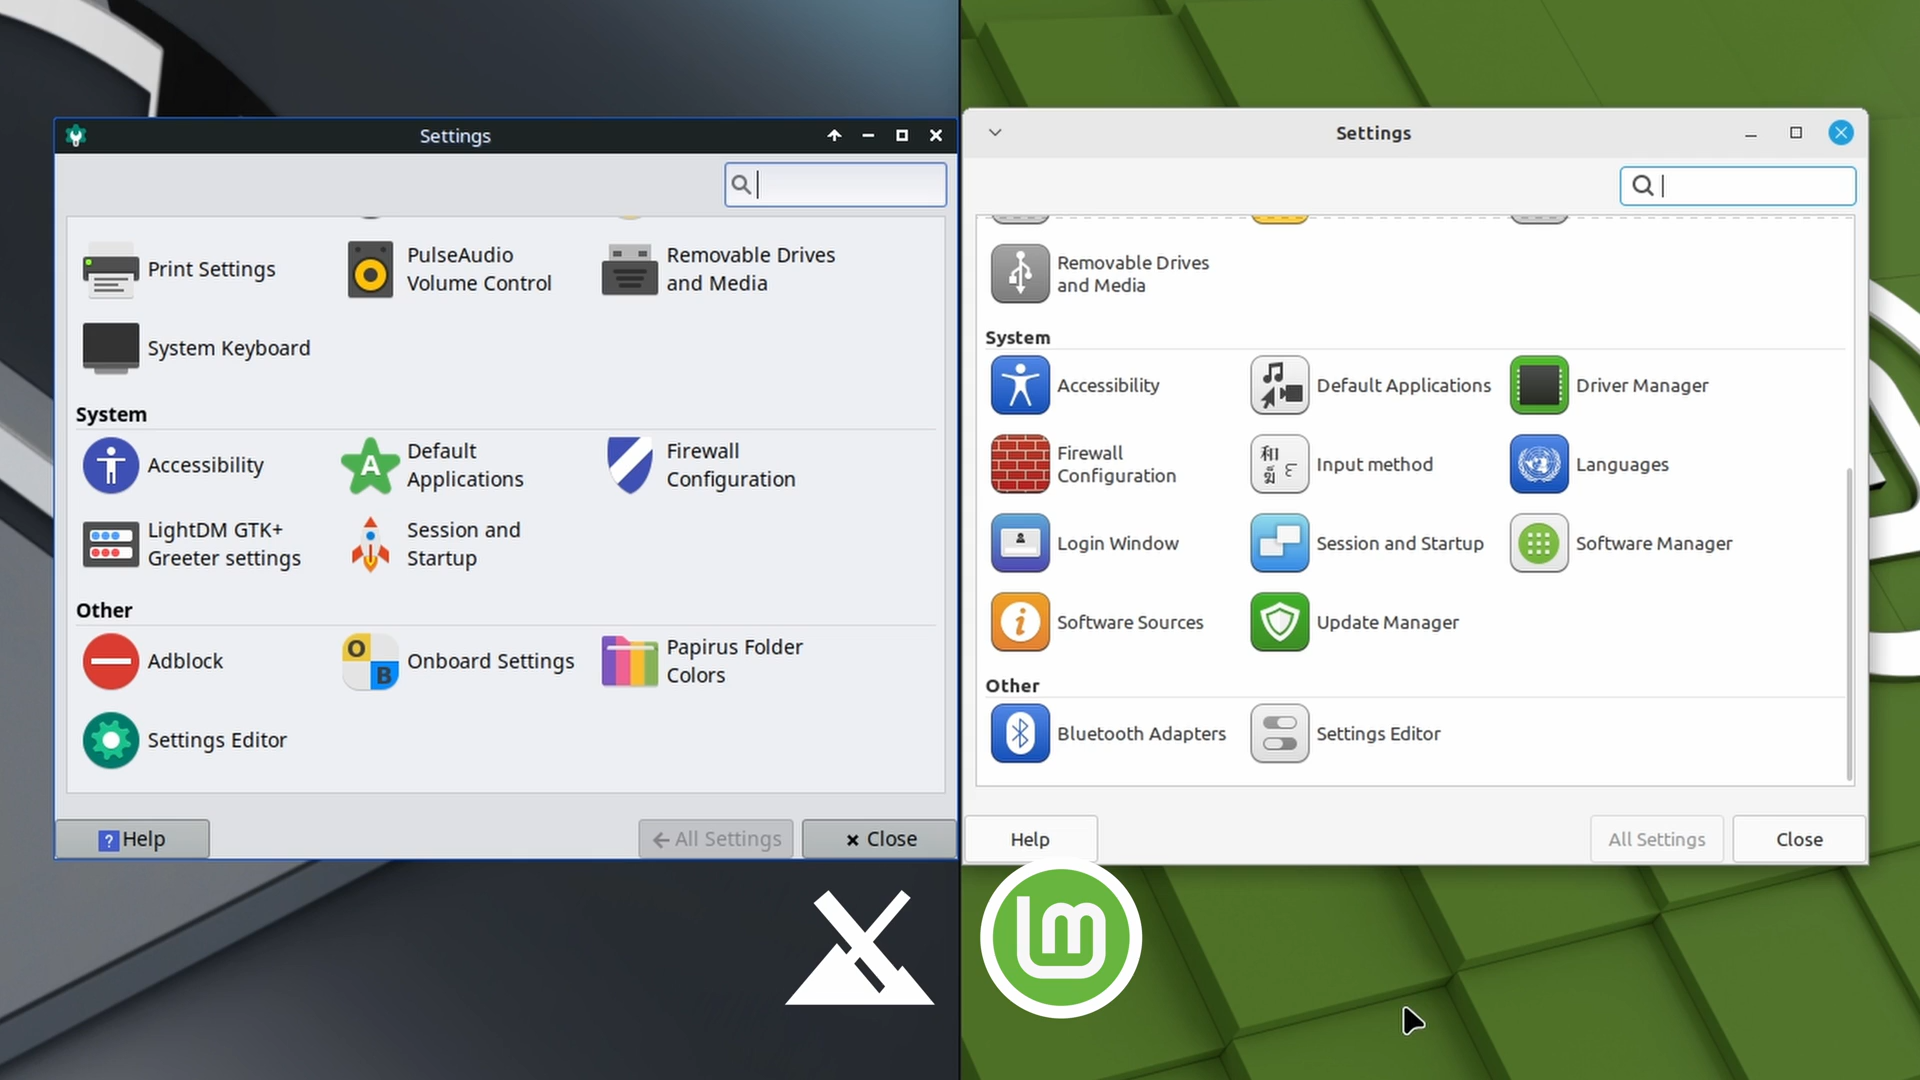 Settings
Print Settings
PulseAudio
Volume Control
Removable Drives
and Media
System Keyboard
System
Accessibility
Default
Applications
Firewall
Configuration
LightDM GTK+
Greeter settings
Session and
Startup
Other
Adblock
Onboard Settings
Papirus Folder
Colors
Settings Editor
Help
All Settings
Close
Settings
Removable Drives
and Media
System
Accessibility
Default Applications
Driver Manager
Firewall
Configuration
Input method
Languages
Login Window
Session and Startup
Software Manager
Software Sources
Update Manager
Other
Bluetooth Adapters
Settings Editor
Help
All Settings
Close